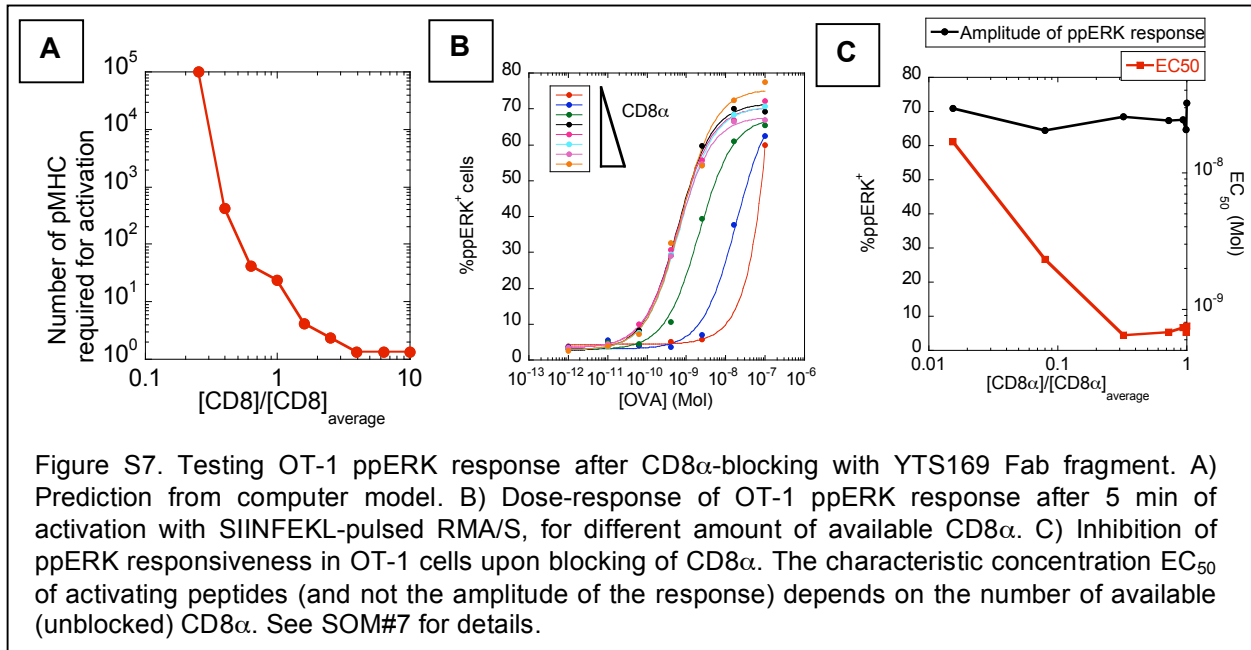 A
Number of pMHC
required for activation
10^5
10^4
10^3
10^2
10^1
10^0
0.1
1
10
[CD8]/[CD8]average
B
%ppERK+ cells
80
70
60
50
40
30
20
10
0
CD8α
10^-13
10^-12
10^-11
10^-10
10^-9
10^-8
10^-7
10^-6
[OVA] (Mol)
C
Amplitude of ppERK response
EC50
%ppERK+
80
70
60
50
40
30
20
10
0
10^-8
10^-9
EC50 (Mol)
0.01
0.1
1
[CD8α]/[CD8α]average
Figure S7. Testing OT-1 ppERK response after CD8α-blocking with YTS169 Fab fragment. A)
Prediction from computer model. B) Dose-response of OT-1 ppERK response after 5 min of
activation with SIINFEKL-pulsed RMA/S, for different amount of available CD8α. C) Inhibition of
ppERK responsiveness in OT-1 cells upon blocking of CD8α. The characteristic concentration EC50
of activating peptides (and not the amplitude of the response) depends on the number of available
(unblocked) CD8α. See SOM#7 for details.